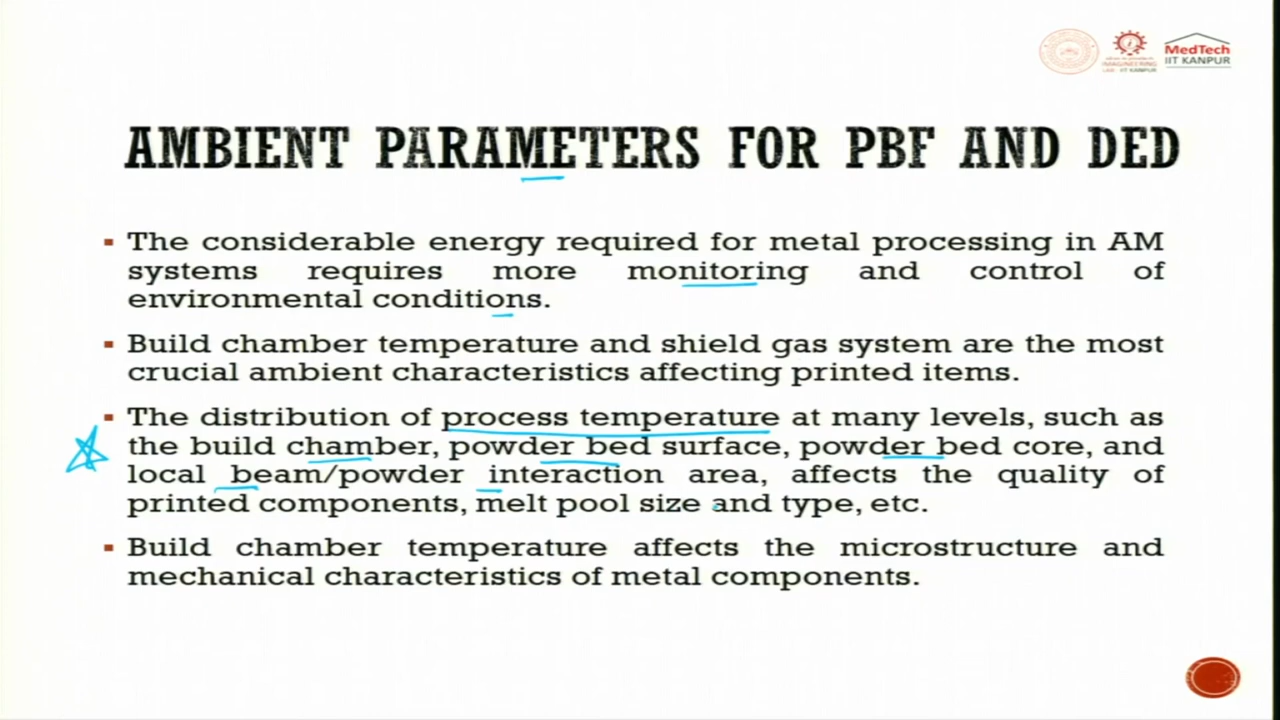 MedTech
IIT KANPUR
AMBIENT PARAMETERS FOR PBF AND DED
The considerable energy required for metal processing in AM
systems requires more monitoring and control of
environmental conditions.
Build chamber temperature and shield gas system are the most
crucial ambient characteristics affecting printed items.
The distribution of process temperature at many levels, such as
the build chamber, powder bed surface, powder bed core, and
local beam/powder interaction area, affects the quality of
printed components, melt pool size and type, etc.
Build chamber temperature affects the microstructure and
mechanical characteristics of metal components.